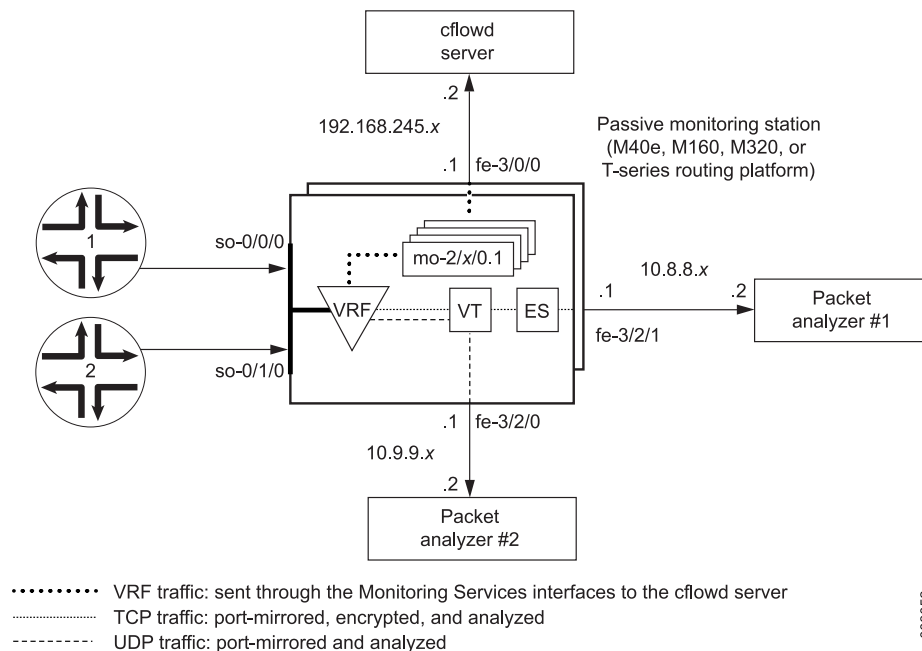 cflowd
server
.2
192.168.245.x
Passive monitoring station
(M40e, M160, M320, or
T-series routing platform)
.1 fe-3/0/0
1
so-0/0/0
mo-2/x/0.1
10.8.8.x
VRF
VT
ES
.1
.2
Packet
analyzer #1
fe-3/2/1
2
so-0/1/0
.1 fe-3/2/0
10.9.9.x
.2
Packet
analyzer #2
VRF traffic: sent through the Monitoring Services interfaces to the cflowd server
TCP traffic: port-mirrored, encrypted, and analyzed
UDP traffic: port-mirrored and analyzed